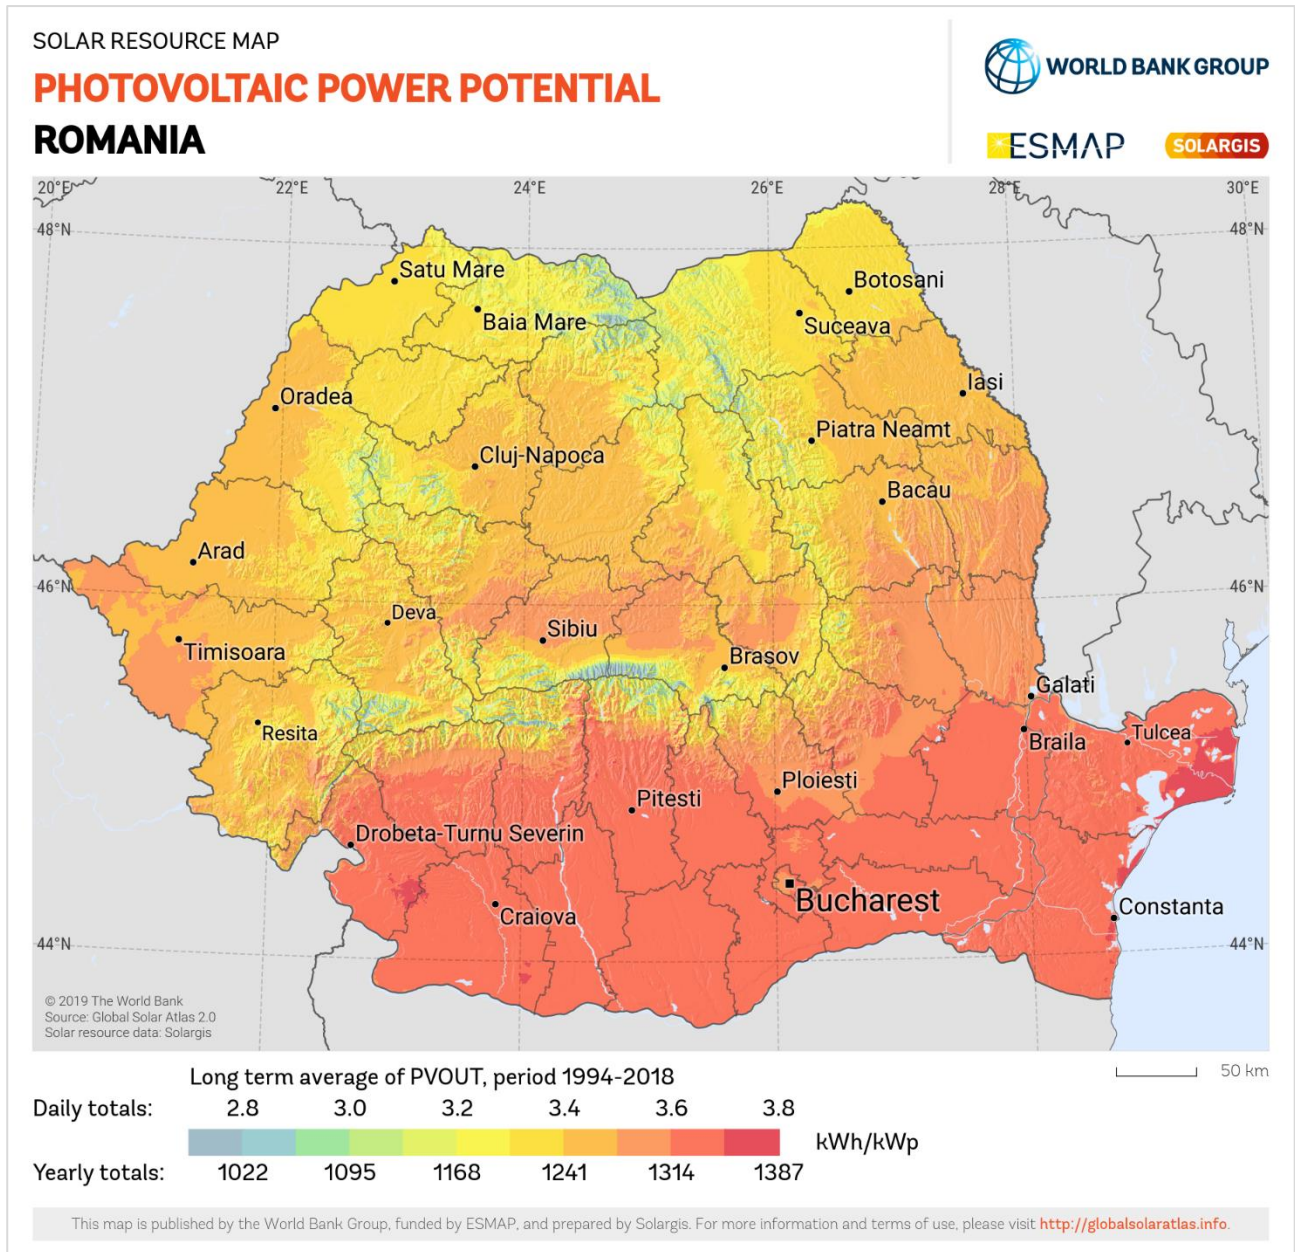 SOLAR RESOURCE MAP
PHOTOVOLTAIC POWER POTENTIAL
ROMANIA
WORLD BANK GROUP
ESMAP
SOLARGIS
20°E 22°E 24°E 26°E 28°E 30°E
48°N 48°N
Satu Mare
Botosani
Baia Mare
Suceava
Iasi
Oradea
Piatra Neamt
Cluj-Napoca
Bacau
Arad
46°N 46°N
Deva
Sibiu
Timisoara
Brasov
Galati
Resita
Braila
Tulcea
Ploiesti
Pitesti
Drobeta-Turnu Severin
Bucharest
Craiova
Constanta
44°N 44°N
© 2019 The World Bank
Source: Global Solar Atlas 2.0
Solar resource data: Solargis
Long term average of PVOUT, period 1994-2018
50 km
Daily totals: 2.8 3.0 3.2 3.4 3.6 3.8
kWh/kWp
Yearly totals: 1022 1095 1168 1241 1314 1387
This map is published by the World Bank Group, funded by ESMAP, and prepared by Solargis. For more information and terms of use, please visit http://globalsolaratlas.info.